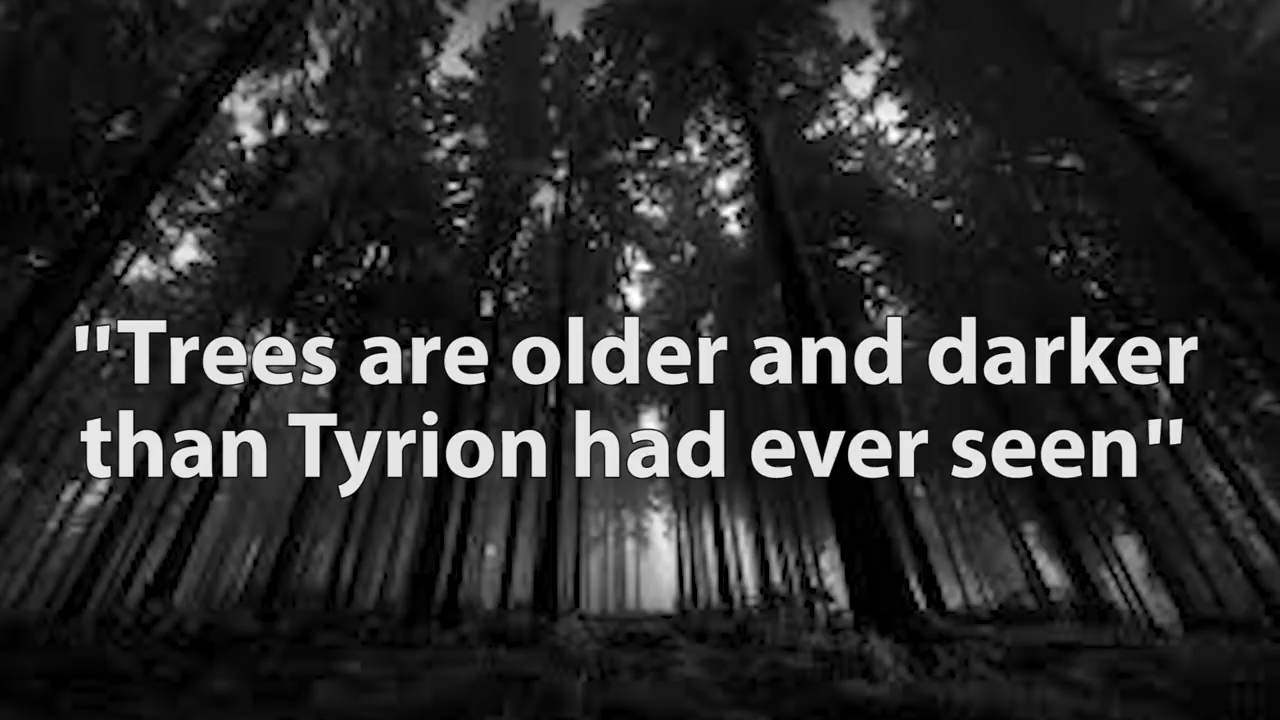 "Trees are older and darker
than Tyrion had ever seen"